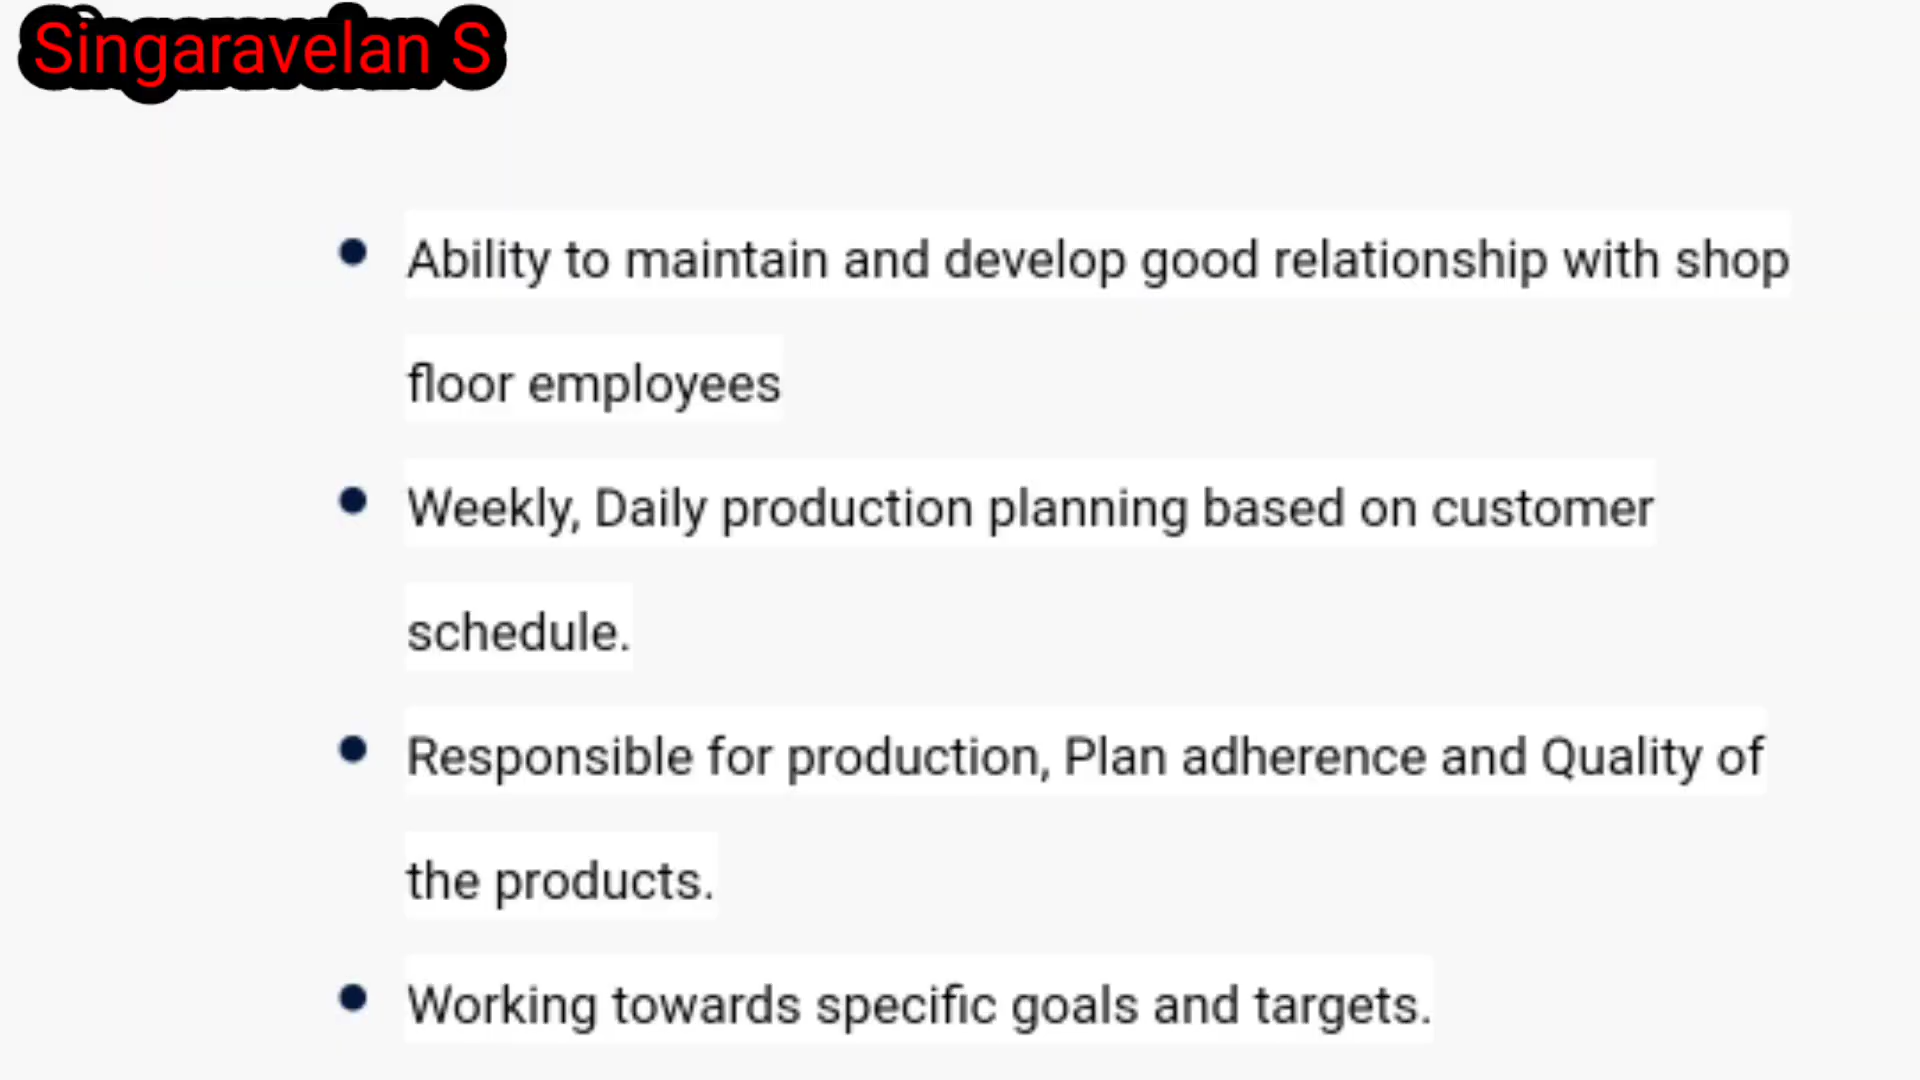 Singaravelan S
Ability to maintain and develop good relationship with shop
floor employees
Weekly, Daily production planning based on customer
schedule.
Responsible for production, Plan adherence and Quality of
the products.
Working towards specific goals and targets.